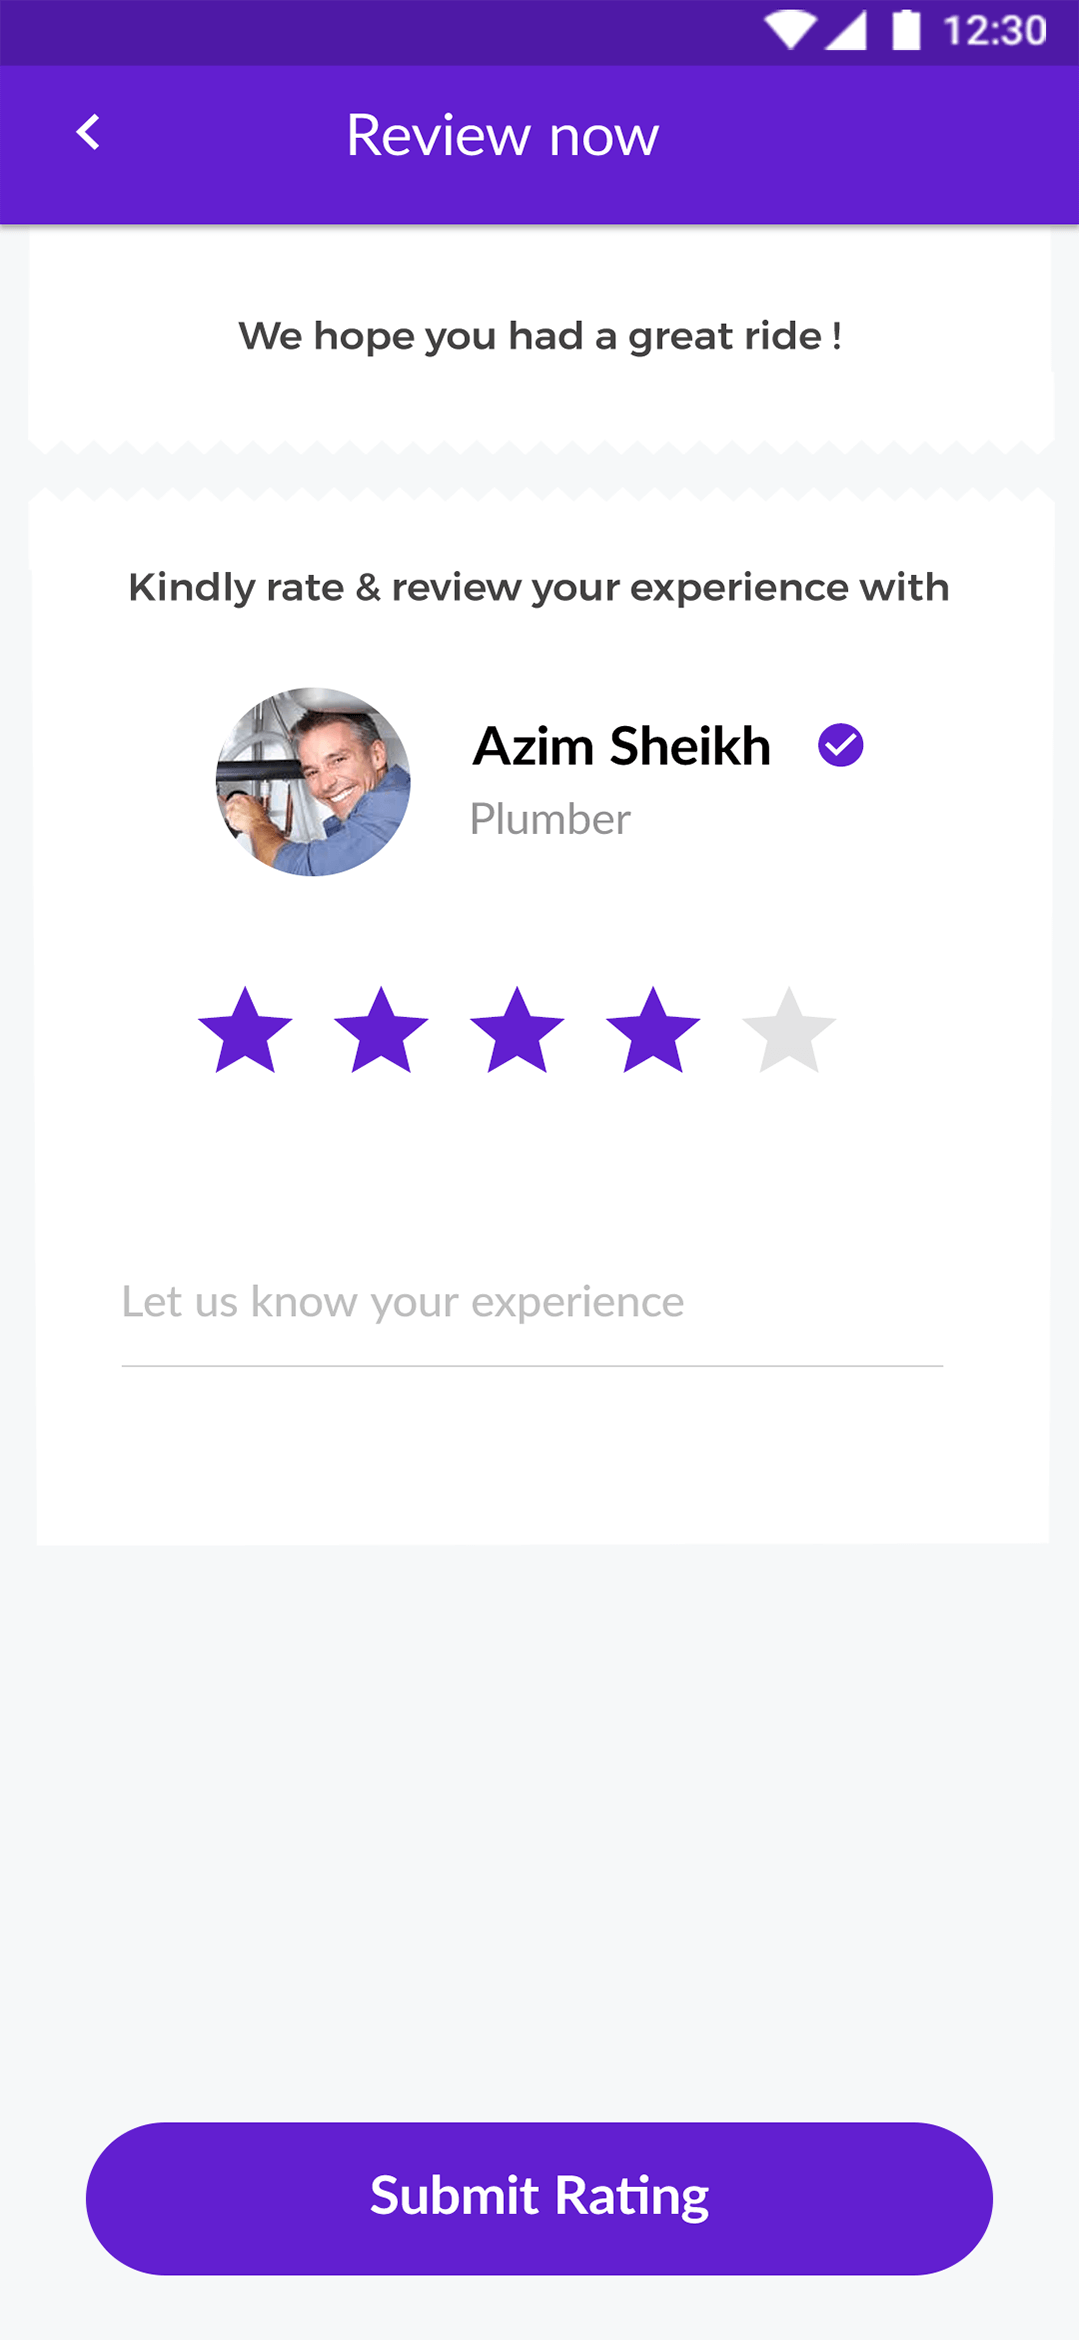 12:30
Review now
We hope you had a great ride !
Kindly rate & review your experience with
Azim Sheikh
Plumber
Let us know your experience
Submit Rating